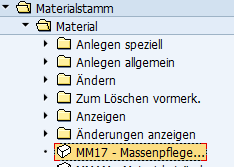 Materialstamm
Material
Anlegen speziell
Anlegen allgemein
Ändern
Zum Löschen vormerk.
Anzeigen
Änderungen anzeigen
MM17 - Massenpflege...